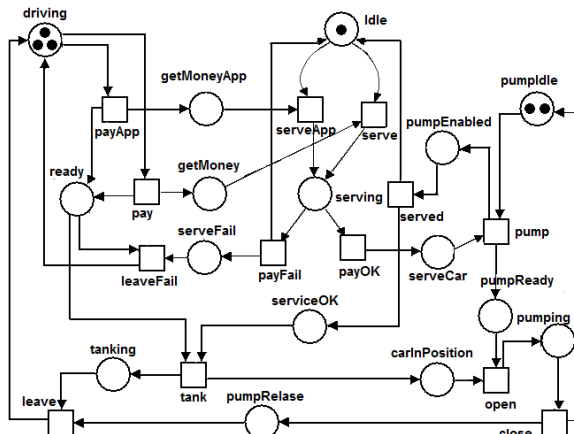 driving
Idle
getMoneyApp
pumpIdle
payApp
serveApp
serve
pumpEnabled
getMoney
ready
pay
serving
served
serveFail
pump
payFail
payOK
serveCar
leaveFail
pumpReady
serviceOK
pumping
tanking
carInPosition
tank
open
leave
pumpRelase
close